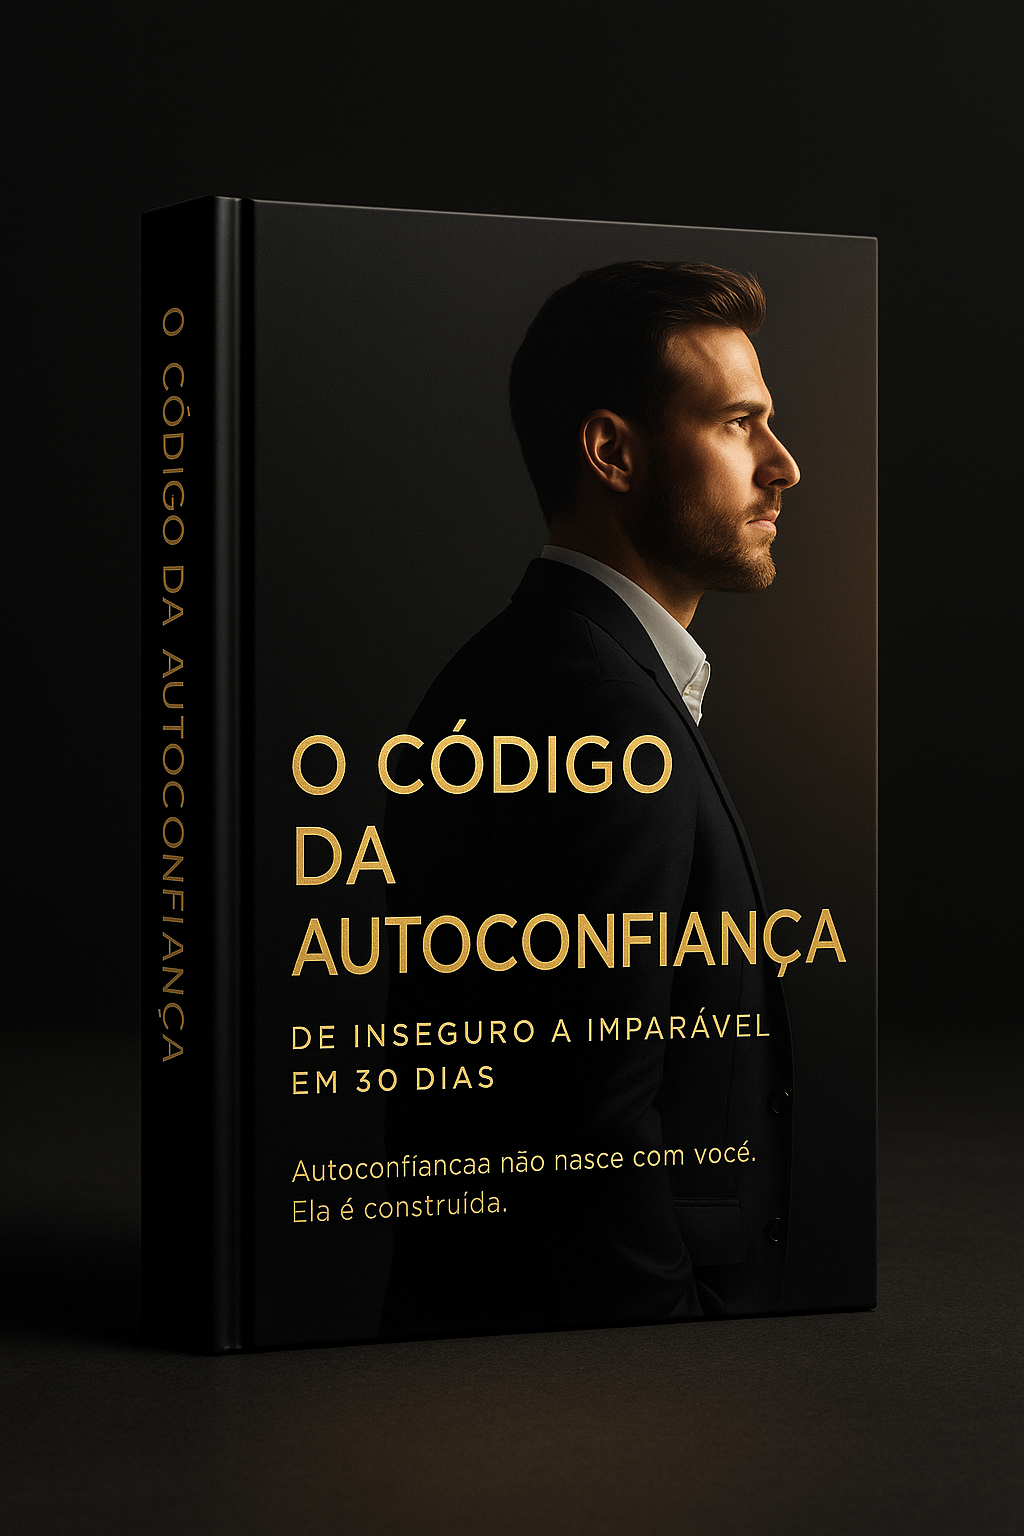 O CÓDIGO DA AUTOCONFIANÇA
O CÓDIGO
DA
AUTOCONFIANÇA
DE INSEGURO A IMPARÁVEL
EM 30 DIAS
Autoconfíancaa não nasce com você.
Ela é construída.